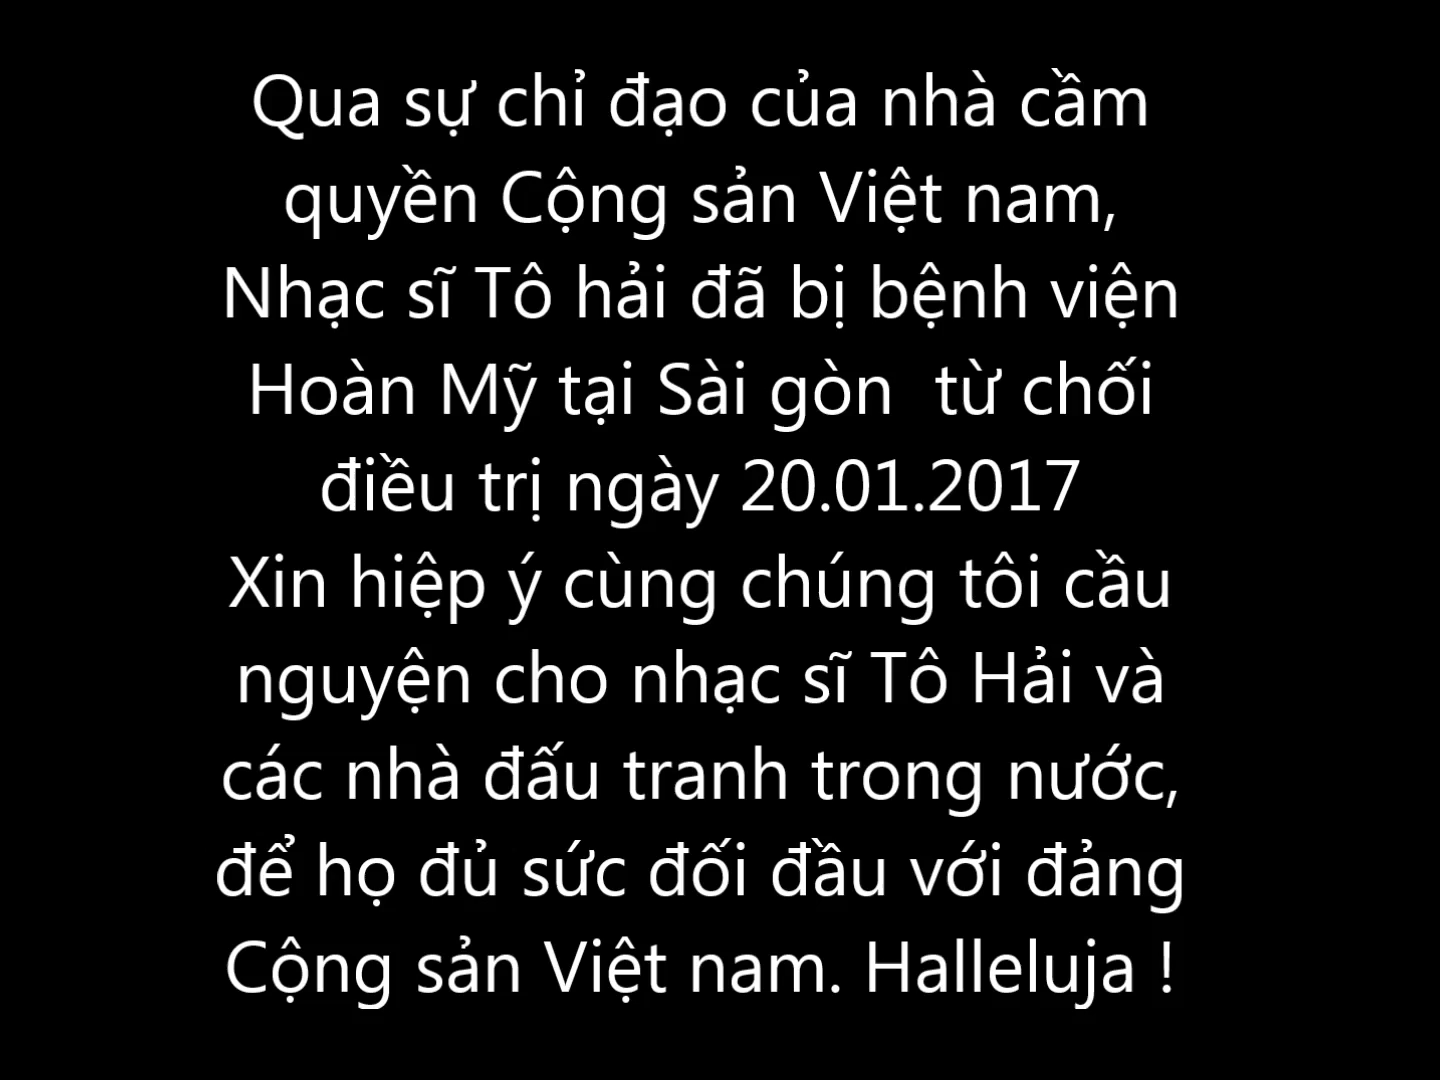 Qua sự chỉ đạo của nhà cầm
quyền Cộng sản Việt nam,
Nhạc sĩ Tô hải đã bị bệnh viện
Hoàn Mỹ tại Sài gòn  từ chối
điều trị ngày 20.01.2017
Xin hiệp ý cùng chúng tôi cầu
nguyện cho nhạc sĩ Tô Hải và
các nhà đấu tranh trong nước,
để họ đủ sức đối đầu với đảng
Cộng sản Việt nam. Halleluja !